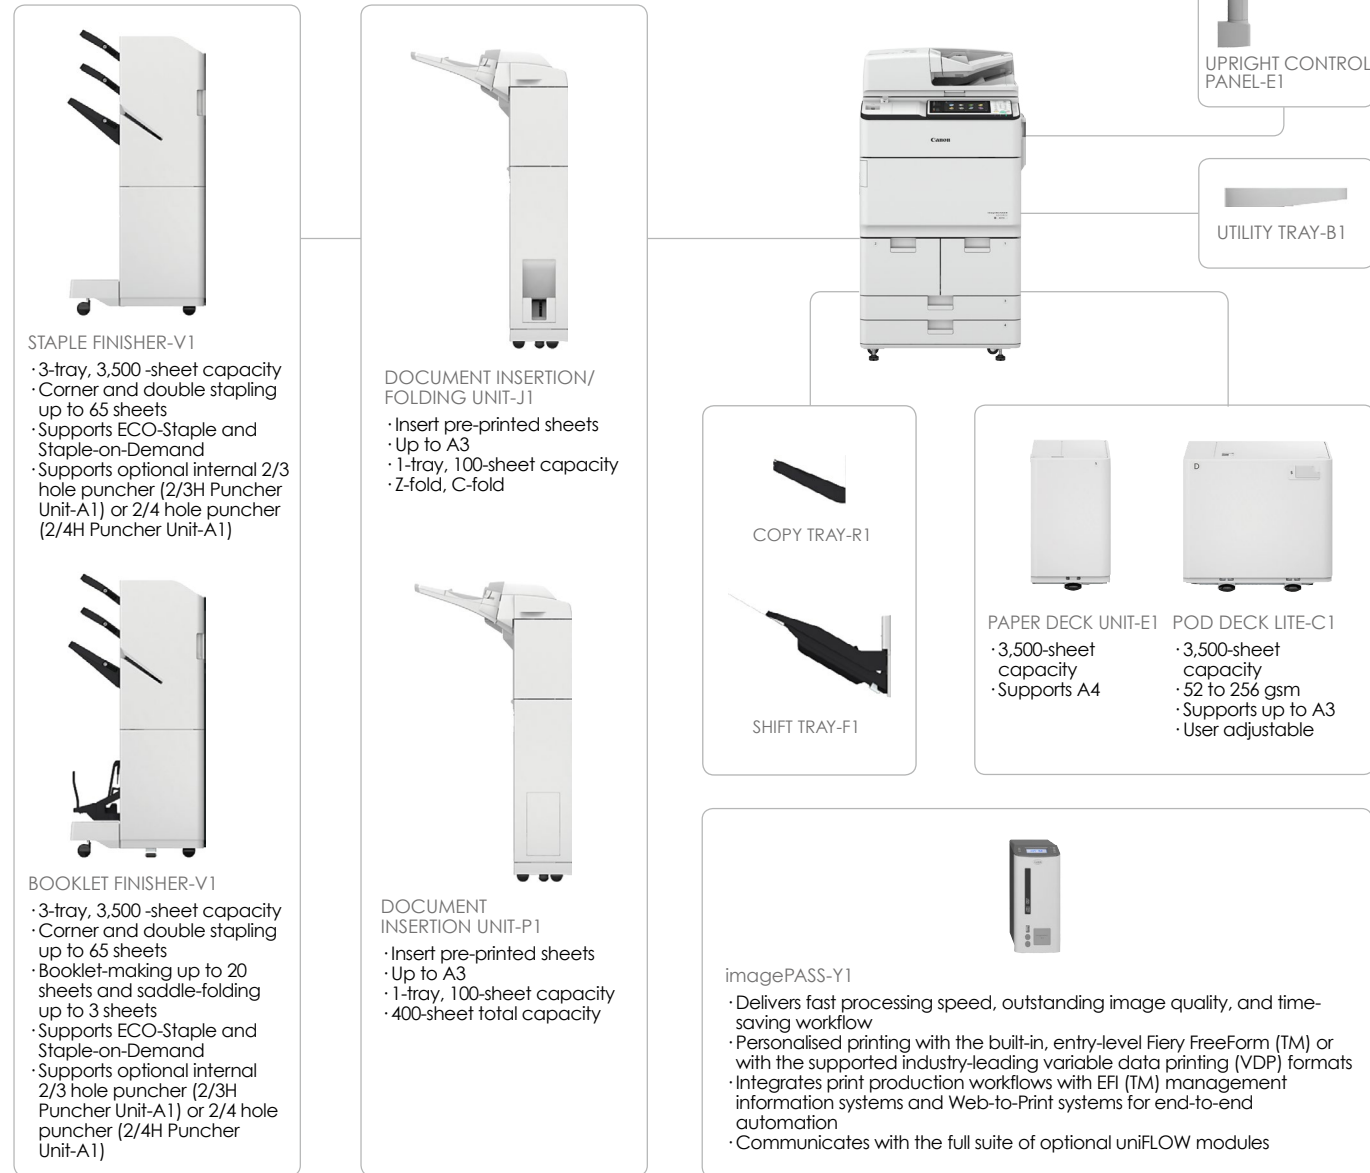 STAPLE FINISHER-V1
·3-tray, 3,500 -sheet capacity
·Corner and double stapling
up to 65 sheets
·Supports ECO-Staple and
Staple-on-Demand
·Supports optional internal 2/3
hole puncher (2/3H Puncher
Unit-A1) or 2/4 hole puncher
(2/4H Puncher Unit-A1)
BOOKLET FINISHER-V1
·3-tray, 3,500 -sheet capacity
·Corner and double stapling
up to 65 sheets
·Booklet-making up to 20
sheets and saddle-folding
up to 3 sheets
·Supports ECO-Staple and
Staple-on-Demand
·Supports optional internal
2/3 hole puncher (2/3H
Puncher Unit-A1) or 2/4 hole
puncher (2/4H Puncher
Unit-A1)
DOCUMENT INSERTION/
FOLDING UNIT-J1
·Insert pre-printed sheets
·Up to A3
·1-tray, 100-sheet capacity
·Z-fold, C-fold
DOCUMENT
INSERTION UNIT-P1
·Insert pre-printed sheets
·Up to A3
·1-tray, 100-sheet capacity
·400-sheet total capacity
Canon
UPRIGHT CONTROL
PANEL-E1
UTILITY TRAY-B1
COPY TRAY-R1
SHIFT TRAY-F1
PAPER DECK UNIT-E1
·3,500-sheet
capacity
·Supports A4
D
POD DECK LITE-C1
·3,500-sheet
capacity
·52 to 256 gsm
·Supports up to A3
·User adjustable
imagePASS-Y1
·Delivers fast processing speed, outstanding image quality, and time-
saving workflow
·Personalised printing with the built-in, entry-level Fiery FreeForm (TM) or
with the supported industry-leading variable data printing (VDP) formats
·Integrates print production workflows with EFI (TM) management
information systems and Web-to-Print systems for end-to-end
automation
·Communicates with the full suite of optional uniFLOW modules